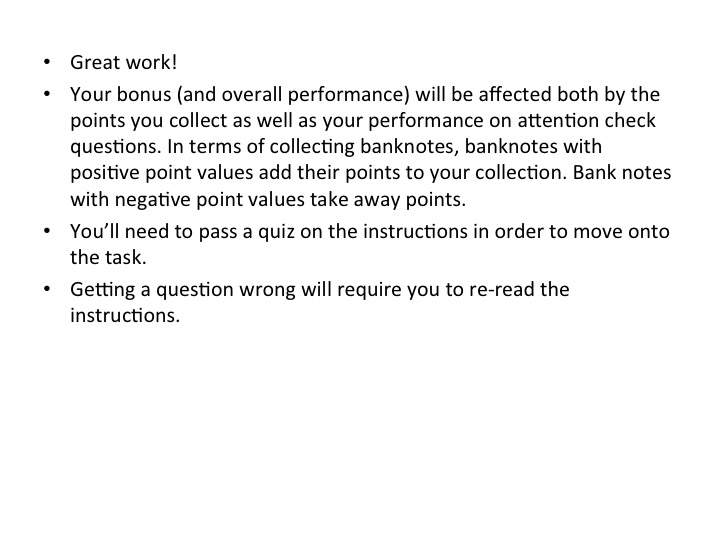 • Great work!
• Your bonus (and overall performance) will be affected both by the
points you collect as well as your performance on attention check
questions. In terms of collecting banknotes, banknotes with
positive point values add their points to your collection. Bank notes
with negative point values take away points.
• You’ll need to pass a quiz on the instructions in order to move onto
the task.
• Getting a question wrong will require you to re-read the
instructions.